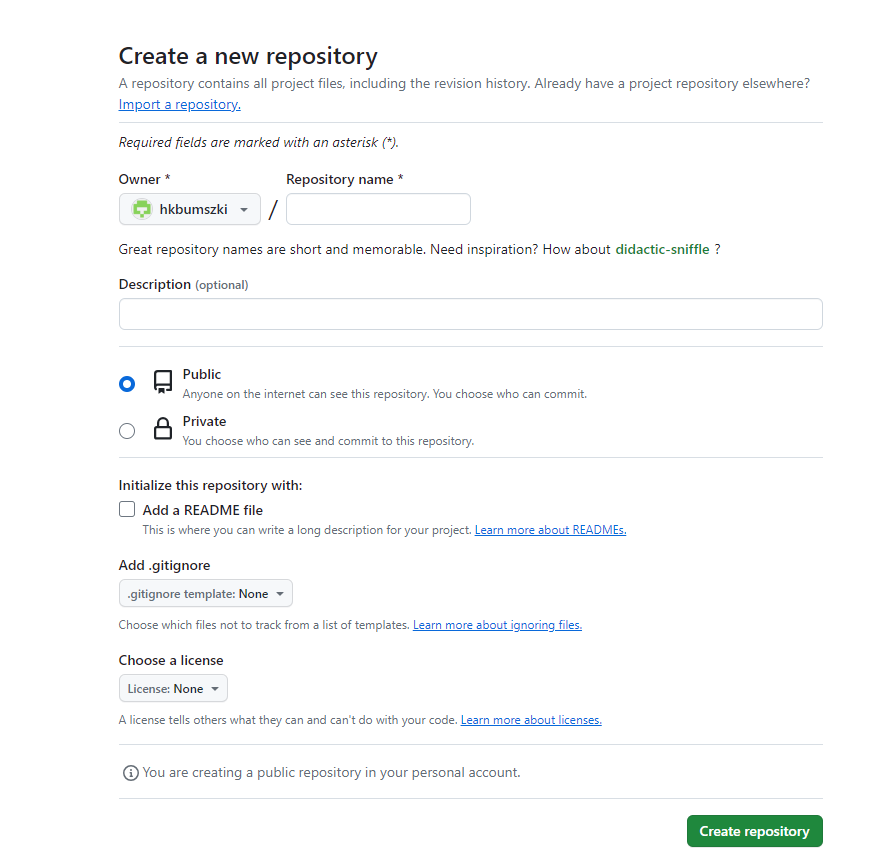 Create a new repository
A repository contains all project files, including the revision history. Already have a project repository elsewhere?
Import a repository.
Required fields are marked with an asterisk (*).
Owner * Repository name *
hkbumszki /
Great repository names are short and memorable. Need inspiration? How about didactic-sniffle ?
Description (optional)
Public
Anyone on the internet can see this repository. You choose who can commit.
Private
You choose who can see and commit to this repository.
Initialize this repository with:
Add a README file
This is where you can write a long description for your project. Learn more about READMEs.
Add .gitignore
.gitignore template: None
Choose which files not to track from a list of templates. Learn more about ignoring files.
Choose a license
License: None
A license tells others what they can and can't do with your code. Learn more about licenses.
You are creating a public repository in your personal account.
Create repository